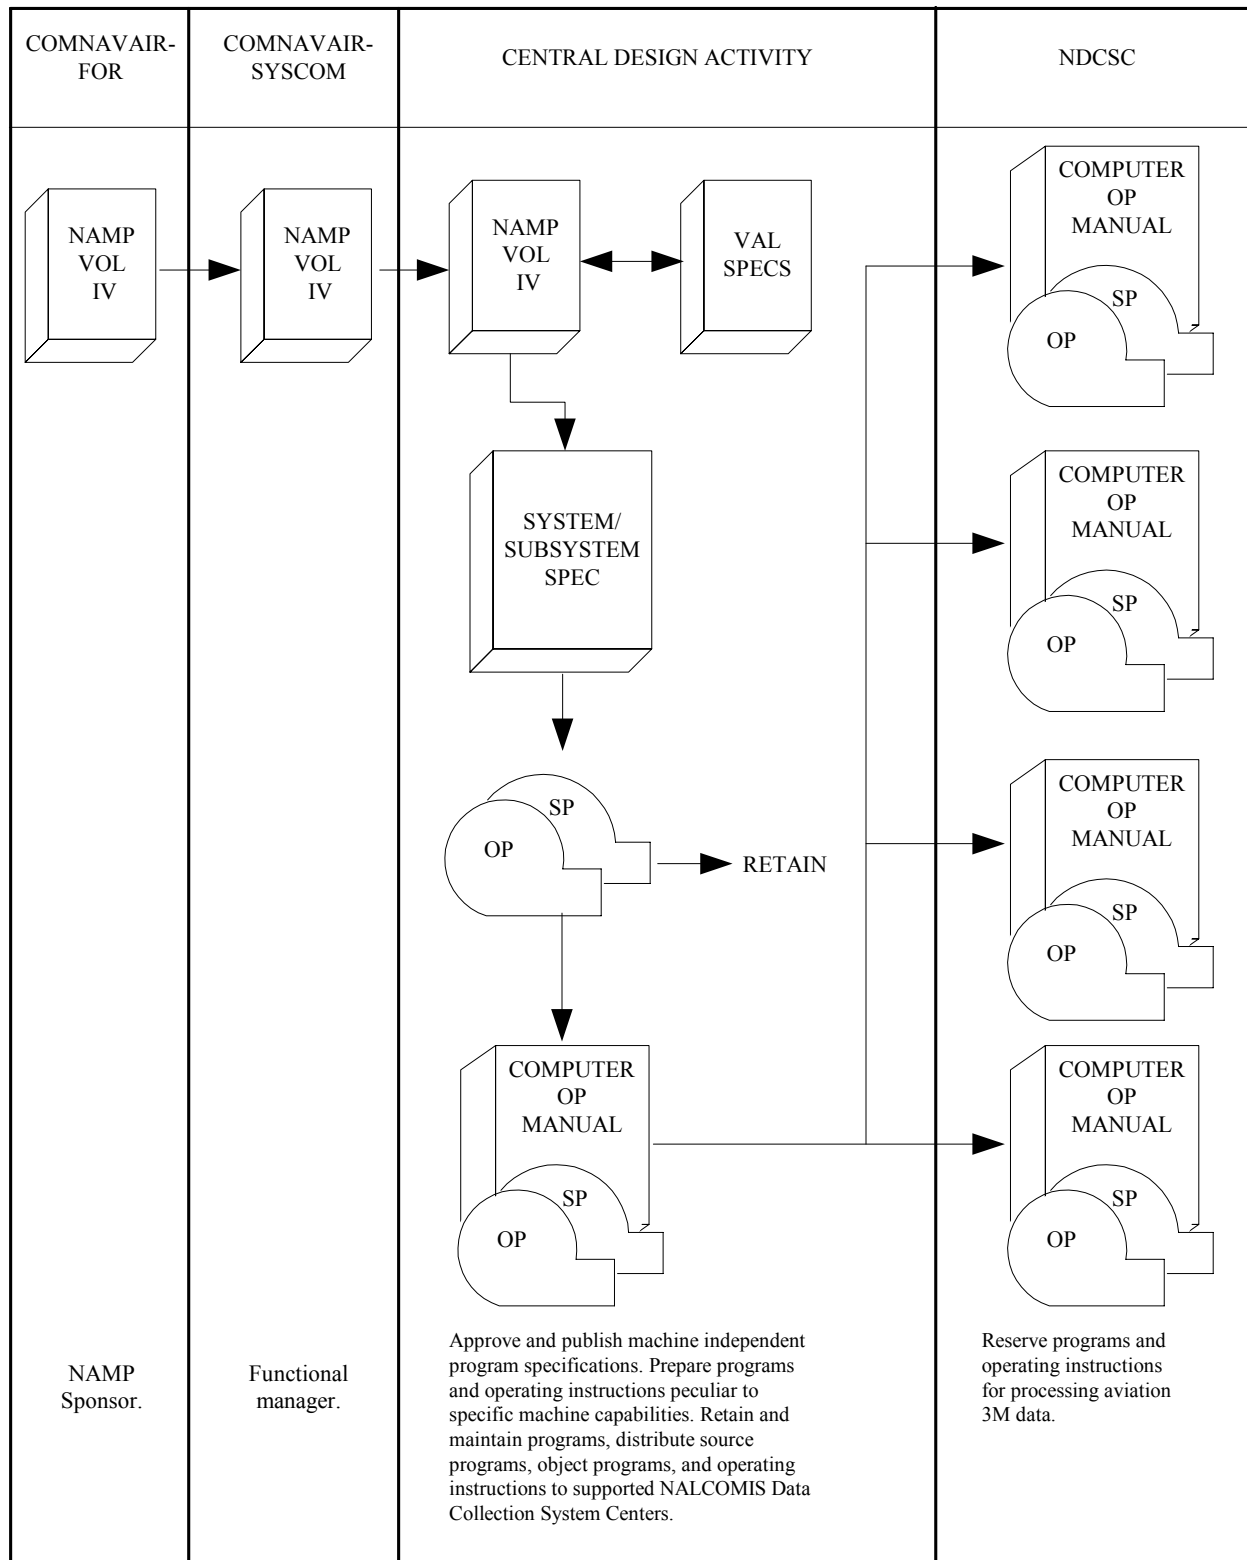 COMNAVAIR-
FOR
COMNAVAIR-
SYSCOM
CENTRAL DESIGN ACTIVITY
NDCSC
NAMP
VOL
IV
NAMP
VOL
IV
NAMP
VOL
IV
VAL
SPECS
COMPUTER
OP
MANUAL
SP
OP
SYSTEM/
SUBSYSTEM
SPEC
COMPUTER
OP
MANUAL
SP
OP
SP
OP
RETAIN
COMPUTER
OP
MANUAL
SP
OP
COMPUTER
OP
MANUAL
SP
OP
COMPUTER
OP
MANUAL
SP
OP
NAMP
Sponsor.
Functional
manager.
Approve and publish machine independent
program specifications. Prepare programs
and operating instructions peculiar to
specific machine capabilities. Retain and
maintain programs, distribute source
programs, object programs, and operating
instructions to supported NALCOMIS Data
Collection System Centers.
Reserve programs and
operating instructions
for processing aviation
3M data.